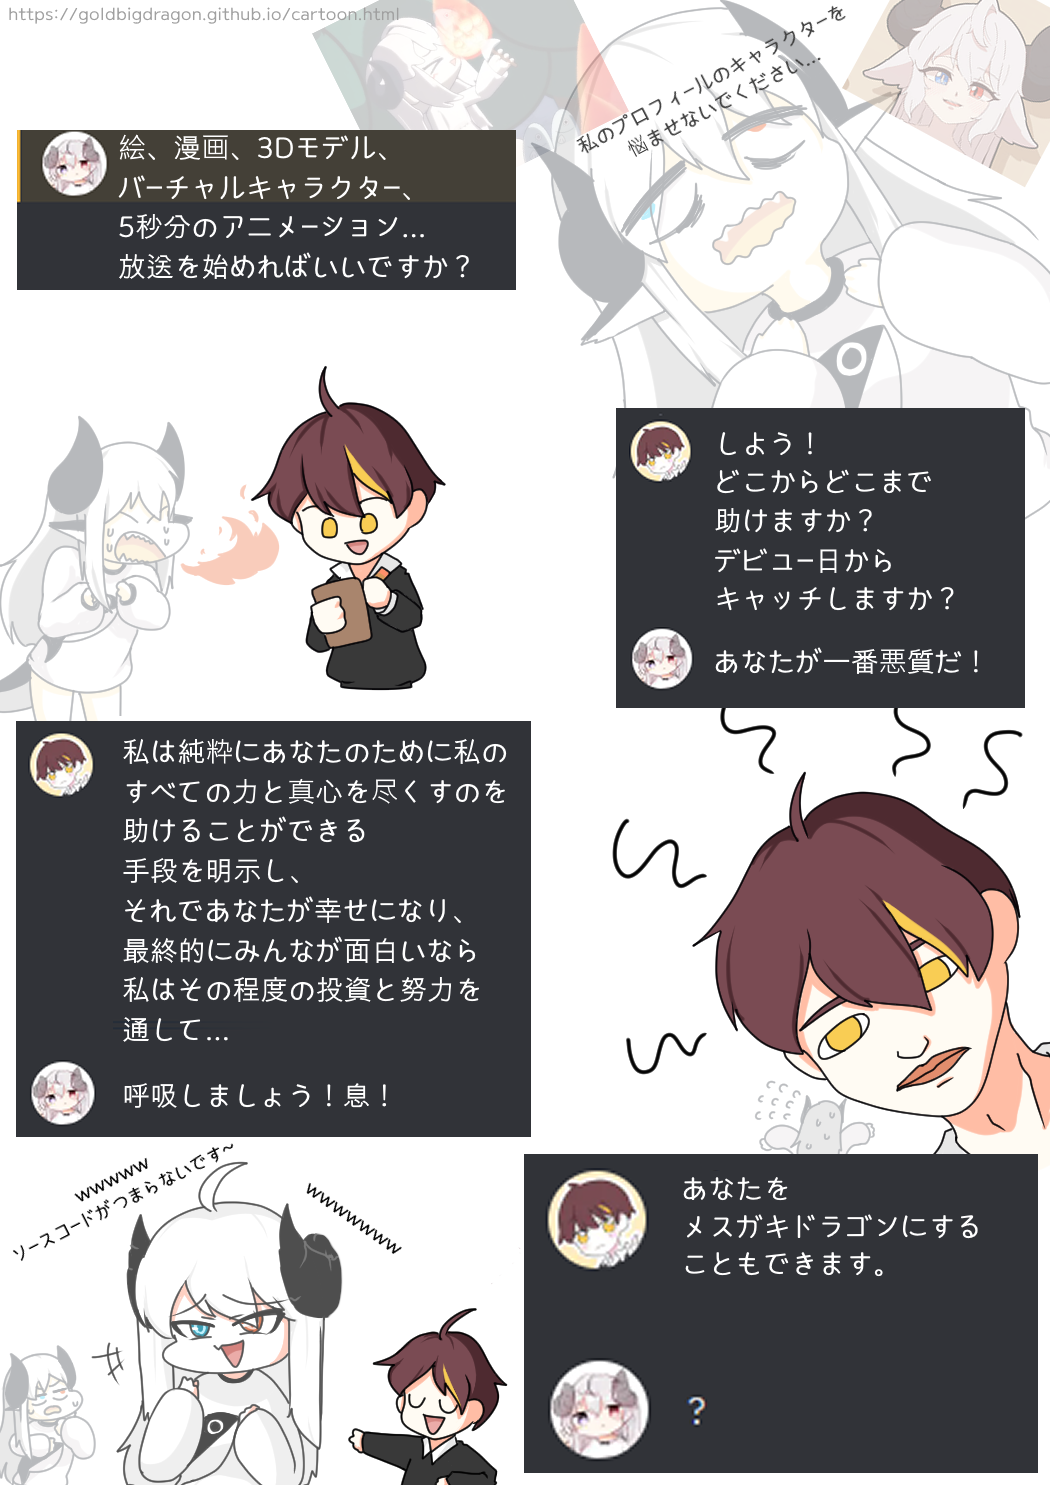 https://goldbigdragon.github.io/cartoon.html
私のプロフィールのキャラクターを
悩ませないでください...
絵、漫画、3Dモデル、
バーチャルキャラクター、
5秒分のアニメーション...
放送を始めればいいですか？
しよう！
どこからどこまで
助けますか？
デビュー日から
キャッチしますか？
あなたが一番悪質だ！
私は純粋にあなたのために私の
すべての力と真心を尽くすのを
助けることができる
手段を明示し、
それであなたが幸せになり、
最終的にみんなが面白いなら
私はその程度の投資と努力を
通して...
呼吸しましょう！息！
wwwww
ソースコードがつまらないです~
wwwwwwww
あなたを
メスガキドラゴンにする
こともできます。
？